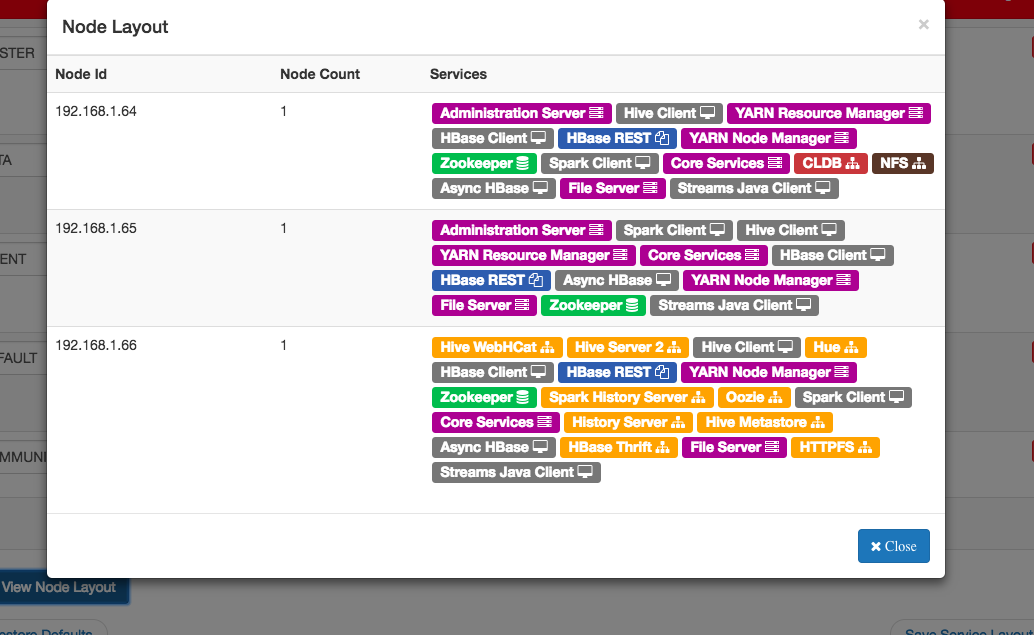 Node Layout ×
STER
Node Id Node Count Services
192.168.1.64 1 Administration Server Hive Client YARN Resource Manager
HBase Client HBase REST YARN Node Manager
TA Zookeeper Spark Client Core Services CLDB NFS
Async HBase File Server Streams Java Client
192.168.1.65 1 Administration Server Spark Client Hive Client
ENT YARN Resource Manager Core Services HBase Client
HBase REST Async HBase YARN Node Manager
File Server Zookeeper Streams Java Client
192.168.1.66 1 Hive WebHCat Hive Server 2 Hive Client Hue
FAULT HBase Client HBase REST YARN Node Manager
Zookeeper Spark History Server Oozie Spark Client
Core Services History Server Hive Metastore
MMUNI Async HBase HBase Thrift File Server HTTPFS
Streams Java Client
Close
View Node Layout
estore Defaults Save Service Layout